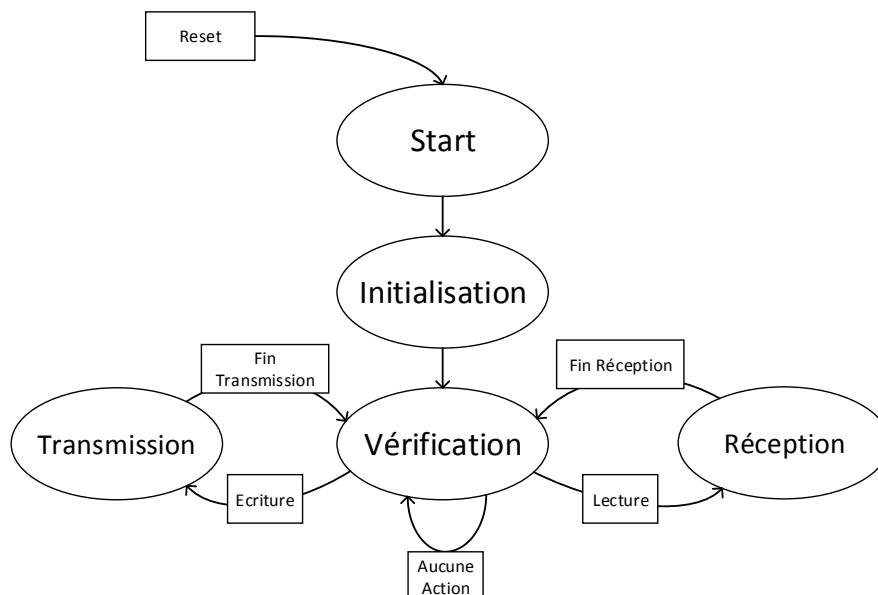 Reset
Start
Initialisation
Fin
Transmission
Fin Réception
Transmission
Vérification
Réception
Ecriture
Lecture
Aucune
Action